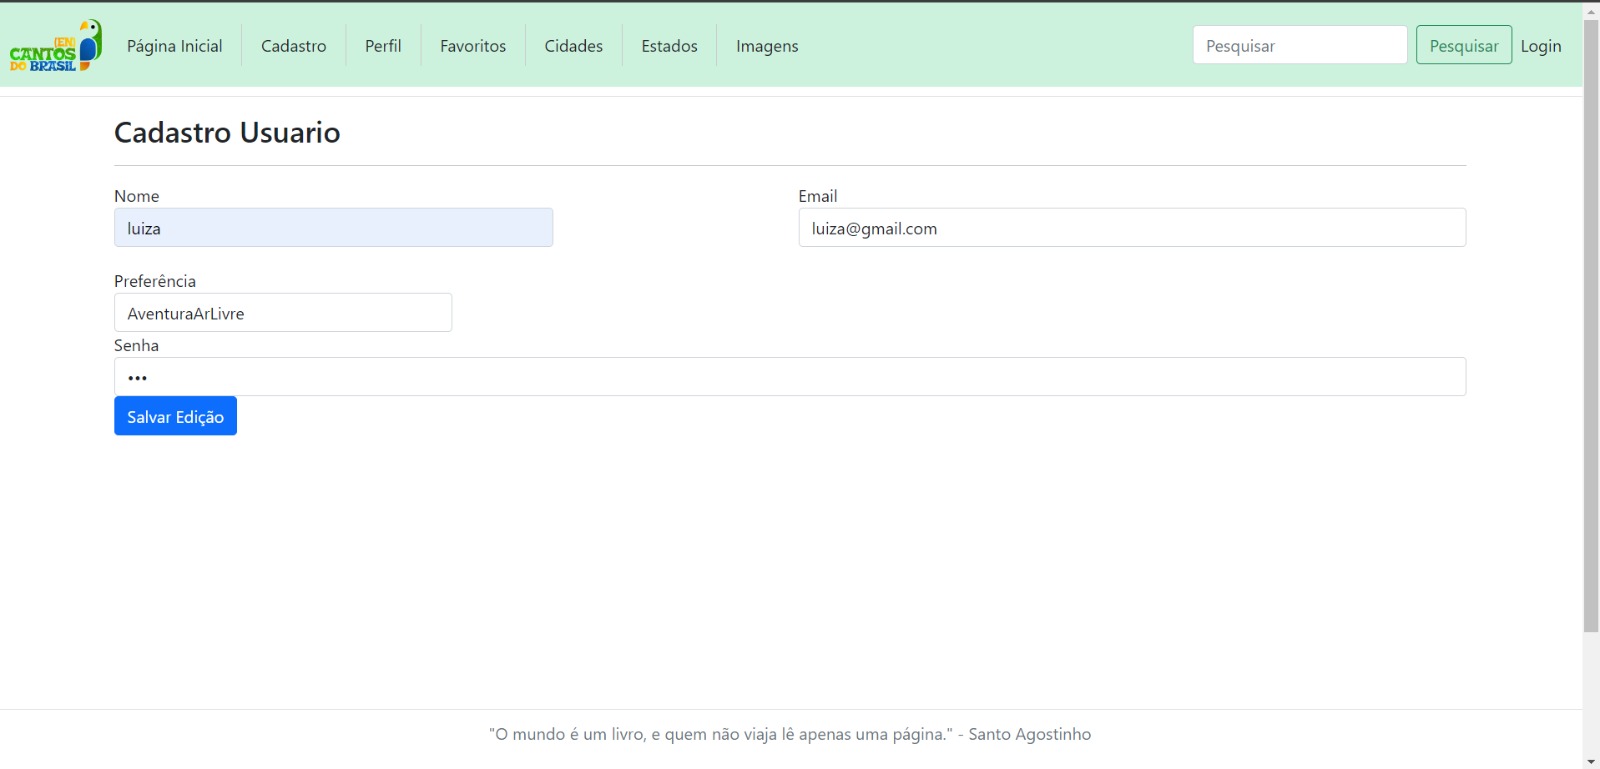 (EN)
CANTOS
DO BRASIL
Página Inicial Cadastro Perfil Favoritos Cidades Estados Imagens Pesquisar Pesquisar Login
Cadastro Usuario
Nome Email
luiza luiza@gmail.com
Preferência
AventuraArLivre
Senha
•••
Salvar Edição
"O mundo é um livro, e quem não viaja lê apenas uma página." - Santo Agostinho